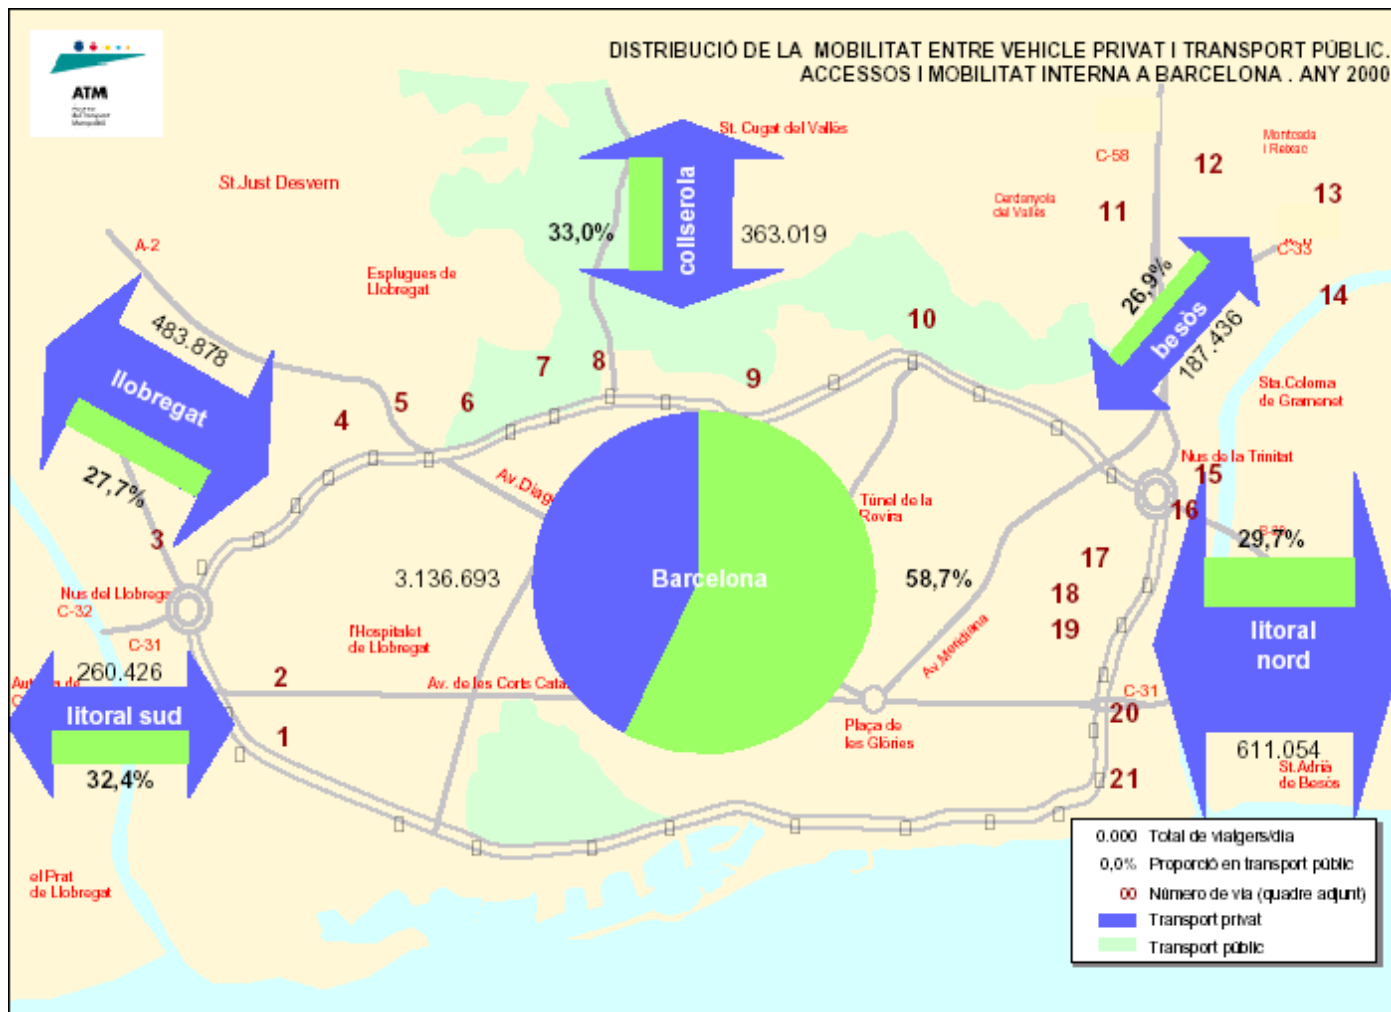 DISTRIBUCIÓ DE LA MOBILITAT ENTRE VEHICLE PRIVAT I TRANSPORT PÚBLIC.
ACCESSOS I MOBILITAT INTERNA A BARCELONA . ANY 2000
ATM
St. Cugat del Vallès
Montcada
i Reixac
C-58
12
St.Just Desvern
13
Cerdanyola
del Vallès
11
33,0%
collserola
363.019
A-2
C-33
Esplugues de
Llobregat
26,9%
14
10
483.878
besòs
187.436
7
8
9
llobregat
Sta.Coloma
de Gramenet
4
5
6
27,7%
Av.Diag
Nus de la Trinitat
15
Túnel de la
Rovira
16
3
29,7%
17
3.136.693
Barcelona
58,7%
18
19
Nus del Llobrega
C-32
l'Hospitalet
de Llobregat
litoral
nord
C-31
Av.Meridiana
260.426
2
Av. de les Corts Cata
C-31
litoral sud
20
1
Plaça de
les Glòries
611.054
32,4%
St.Adrià
de Besòs
21
el Prat
de Llobregat
0.000 Total de viatgers/dia
0,0% Proporció en transport públic
00 Número de via (quadre adjunt)
Transport privat
Transport públic